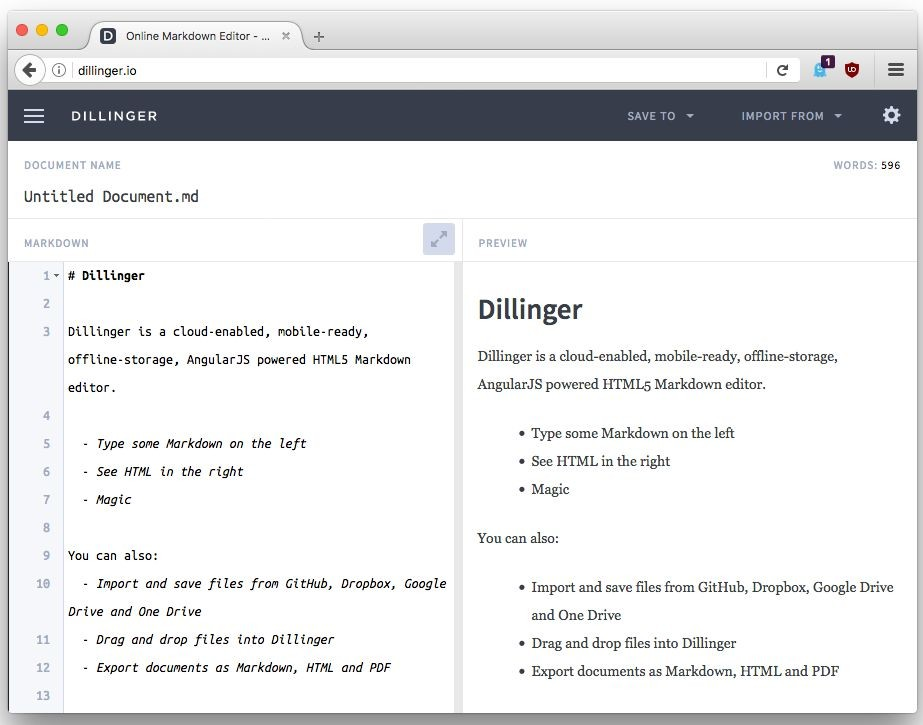 Online Markdown Editor - ...
dillinger.io
1
DILLINGER
SAVE TO
IMPORT FROM
DOCUMENT NAME
WORDS: 596
Untitled Document.md
MARKDOWN
PREVIEW
1 # Dillinger
2
3 Dillinger is a cloud-enabled, mobile-ready,
offline-storage, AngularJS powered HTML5 Markdown
editor.
4
5 - Type some Markdown on the left
6 - See HTML in the right
7 - Magic
8
9 You can also:
10 - Import and save files from GitHub, Dropbox, Google
Drive and One Drive
11 - Drag and drop files into Dillinger
12 - Export documents as Markdown, HTML and PDF
13
Dillinger
Dillinger is a cloud-enabled, mobile-ready, offline-storage,
AngularJS powered HTML5 Markdown editor.
• Type some Markdown on the left
• See HTML in the right
• Magic
You can also:
• Import and save files from GitHub, Dropbox, Google Drive
and One Drive
• Drag and drop files into Dillinger
• Export documents as Markdown, HTML and PDF